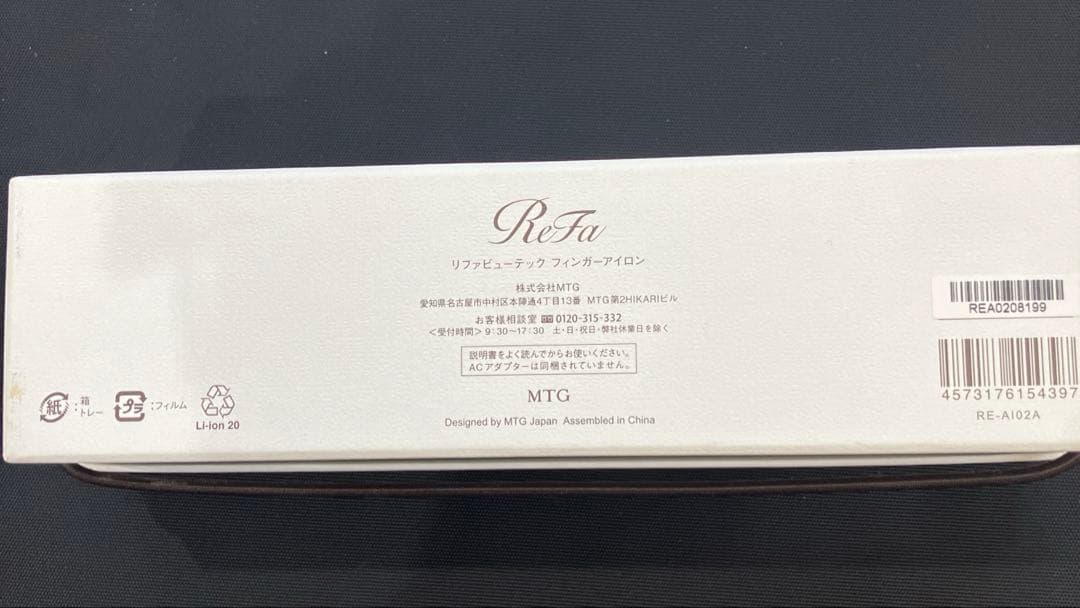 ReFa
リファビューテック フィンガーアイロン
株式会社MTG
愛知県名古屋市中村区本陣通4丁目13番 MTG第2HIKARIビル
お客様相談室 0120-315-332
＜受付時間＞9：30〜17：30 土・日・祝日・弊社休業日を除く
説明書をよく読んでからお使いください。
ACアダプターは同梱されていません。
MTG
Designed by MTG Japan Assembled in China
紙 : 箱
トレー
プラ : フィルム
Li-ion 20
REA0208199
4573176154397
RE-AI02A